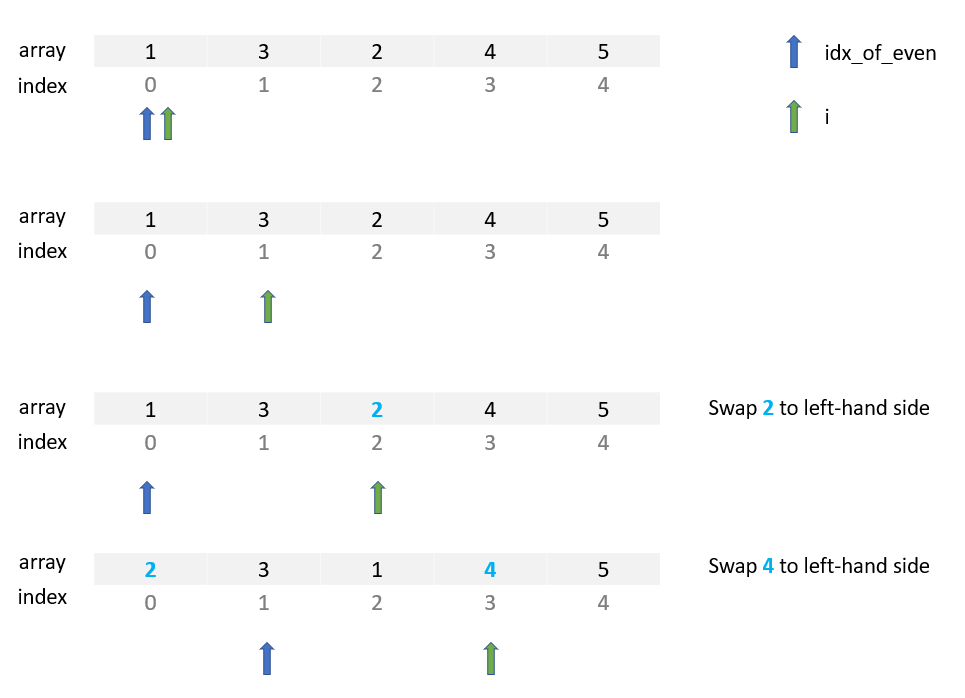 array 1 3 2 4 5
index 0 1 2 3 4
idx_of_even
i
array 1 3 2 4 5
index 0 1 2 3 4
array 1 3 2 4 5
index 0 1 2 3 4
Swap 2 to left-hand side
array 2 3 1 4 5
index 0 1 2 3 4
Swap 4 to left-hand side